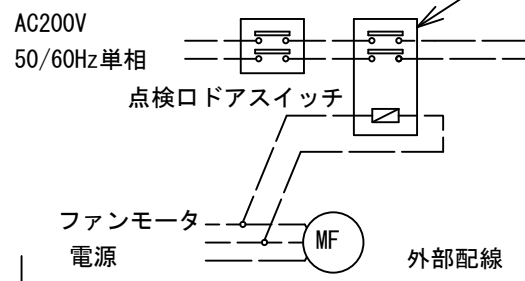 AC200V
50/60Hz単相
点検口ドアスイッチ
ファンモータ
電源
MF
外部配線